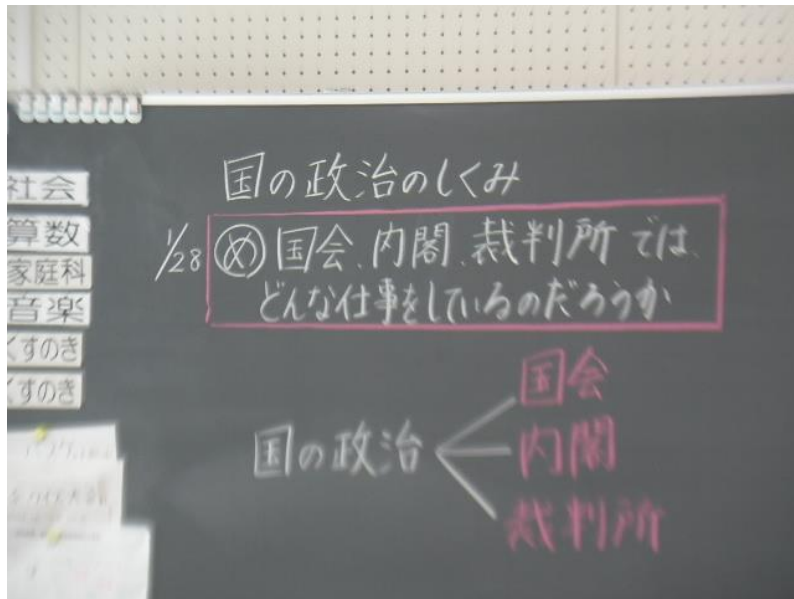 国の政治のしくみ
1/28 め 国会、内閣、裁判所では、
どんな仕事をしているのだろうか
国の政治
国会
内閣
裁判所
社会
算数
家庭科
音楽
くすのき
くすのき